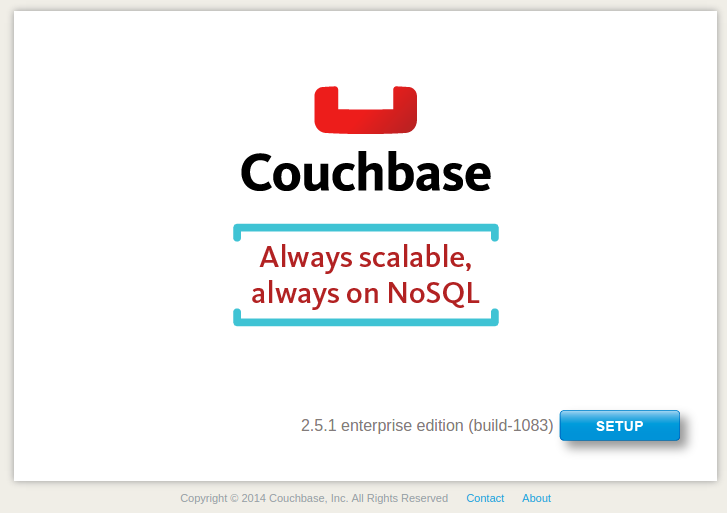 Couchbase
Always scalable,
always on NoSQL
2.5.1 enterprise edition (build-1083) SETUP
Copyright © 2014 Couchbase, Inc. All Rights Reserved Contact About